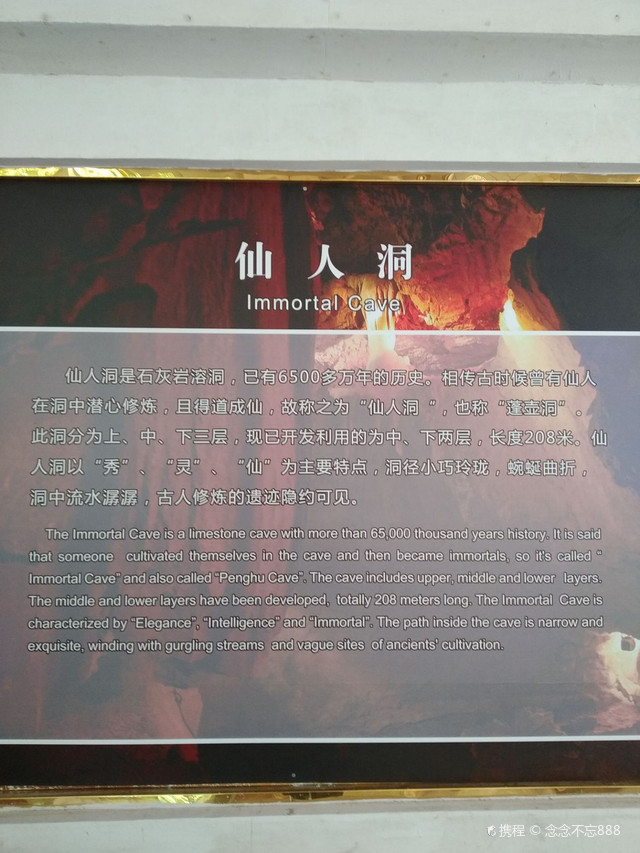 仙人洞
Immortal Cave
仙人洞是石灰岩溶洞，已有6500多万年的历史。相传古时候曾有仙人
在洞中潜心修炼，且得道成仙，故称之为“仙人洞 “，也称“蓬壶洞”。
此洞分为上、中、下三层，现已开发利用的为中、下两层，长度208米。仙
人洞以“秀”、“灵”、“仙”为主要特点，洞径小巧玲珑，蜿蜒曲折，
洞中流水潺潺，古人修炼的遗迹隐约可见。
The Immortal Cave is a limestone cave with more than 65,000 thousand years history. It is said
that someone cultivated themselves in the cave and then became immortals, so it's called “
Immortal Cave” and also called “Penghu Cave”. The cave includes upper, middle and lower layers.
The middle and lower layers have been developed, totally 208 meters long. The Immortal Cave is
characterized by “Elegance”, “Intelligence” and “Immortal”. The path inside the cave is narrow and
exquisite, winding with gurgling streams and vague sites of ancients' cultivation.
携程 © 念念不忘888